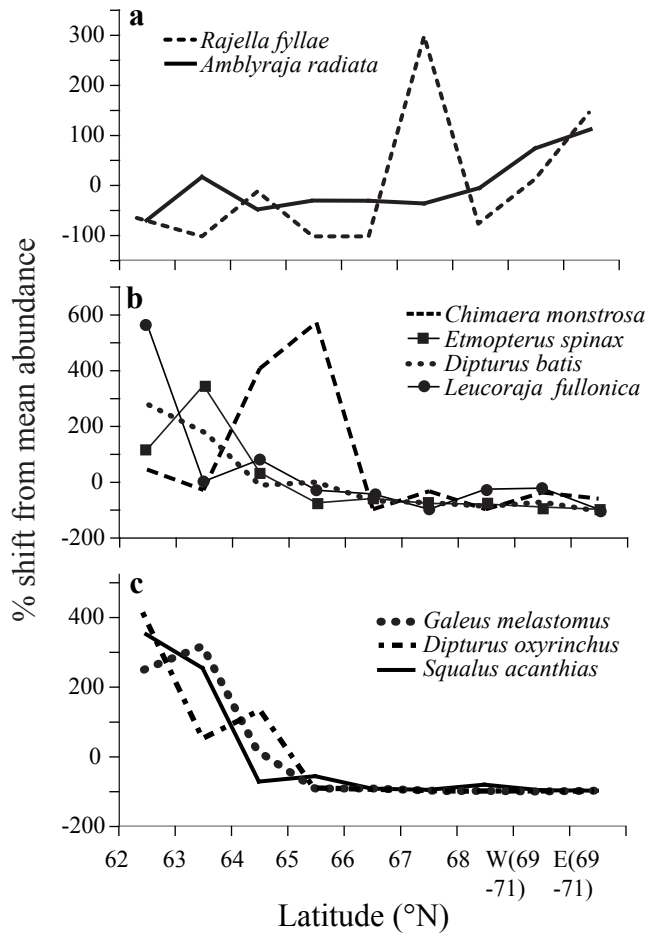 % shift from mean abundance
a
Rajella fyllae
Amblyraja radiata
300
200
100
0
-100
b
Chimaera monstrosa
Etmopterus spinax
Dipturus batis
Leucoraja fullonica
600
400
200
0
-200
c
Galeus melastomus
Dipturus oxyrinchus
Squalus acanthias
400
200
0
-200
62 63 64 65 66 67 68 W(69 E(69
-71) -71)
Latitude (°N)